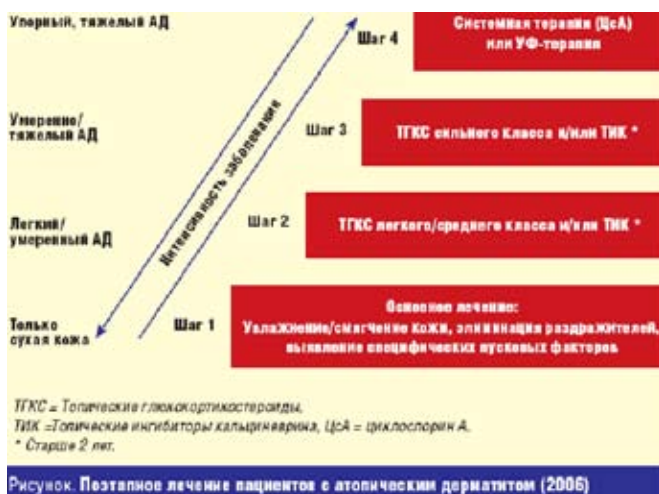 Упорный, тяжелый АД
Шаг 4
Системная терапия (ЦсА)
или УФ-терапия
Умеренно/
тяжелый АД
Шаг 3
ТГКС сильного класса и/или ТИК *
Интенсивность заболевания
Легкий/
умеренный АД
Шаг 2
ТГКС легкого/среднего класса и/или ТИК *
Только
сухая кожа
Шаг 1
Основное лечение:
Увлажнение/смягчение кожи, элиминация раздражителей,
выявление специфических пусковых факторов
ТГКС = Топические глюкокортикостероиды,
ТИК =Топические ингибиторы кальциневрина, ЦсА = циклоспорин А.
* Старше 2 лет.
Рисунок. Поэтапное лечение пациентов с атопическим дерматитом (2006)